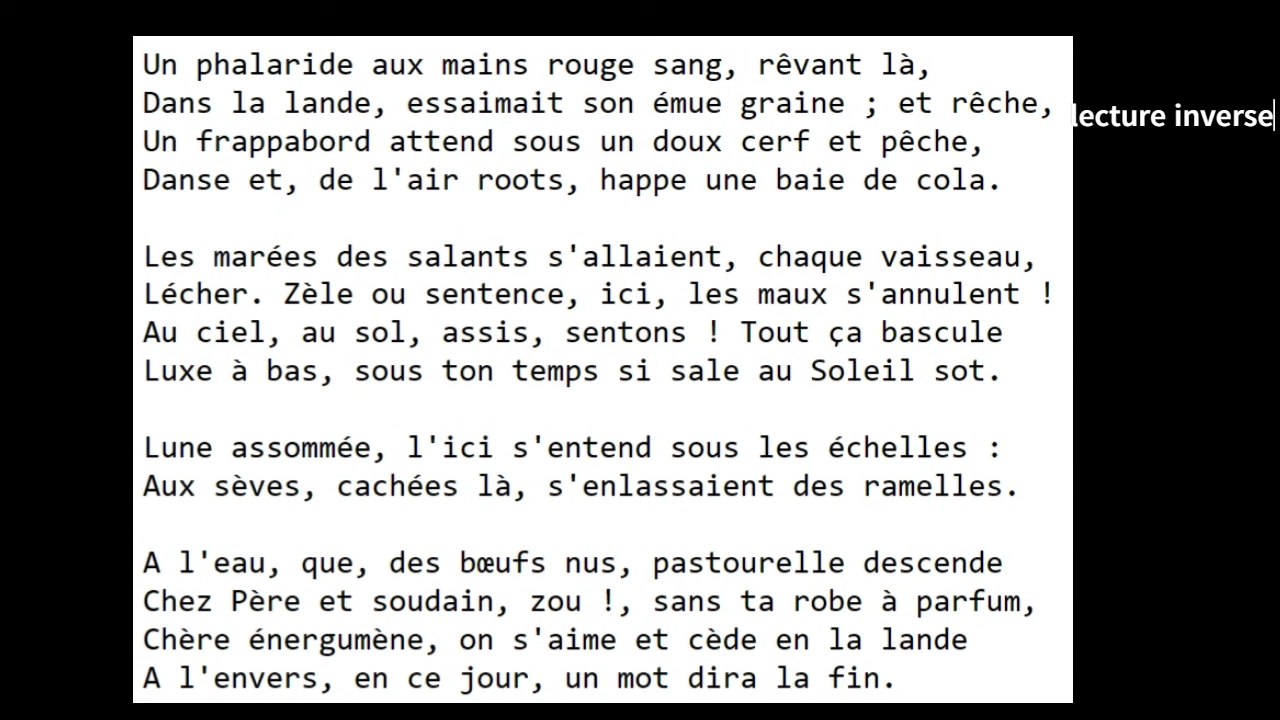 Un phalaride aux mains rouge sang, rêvant là,
Dans la lande, essaimait son émue graine ; et rêche,
lecture inverse
Un frappabord attend sous un doux cerf et pêche,
Danse et, de l'air roots, happe une baie de cola.
Les marées des salants s'allaient, chaque vaisseau,
Lécher. Zèle ou sentence, ici, les maux s'annulent !
Au ciel, au sol, assis, sentons ! Tout ça bascule
Luxe à bas, sous ton temps si sale au Soleil sot.
Lune assommée, l'ici s'entend sous les échelles :
Aux sèves, cachées là, s'enlassaient des ramelles.
A l'eau, que, des bœufs nus, pastourelle descende
Chez Père et soudain, zou !, sans ta robe à parfum,
Chère énergumène, on s'aime et cède en la lande
A l'envers, en ce jour, un mot dira la fin.